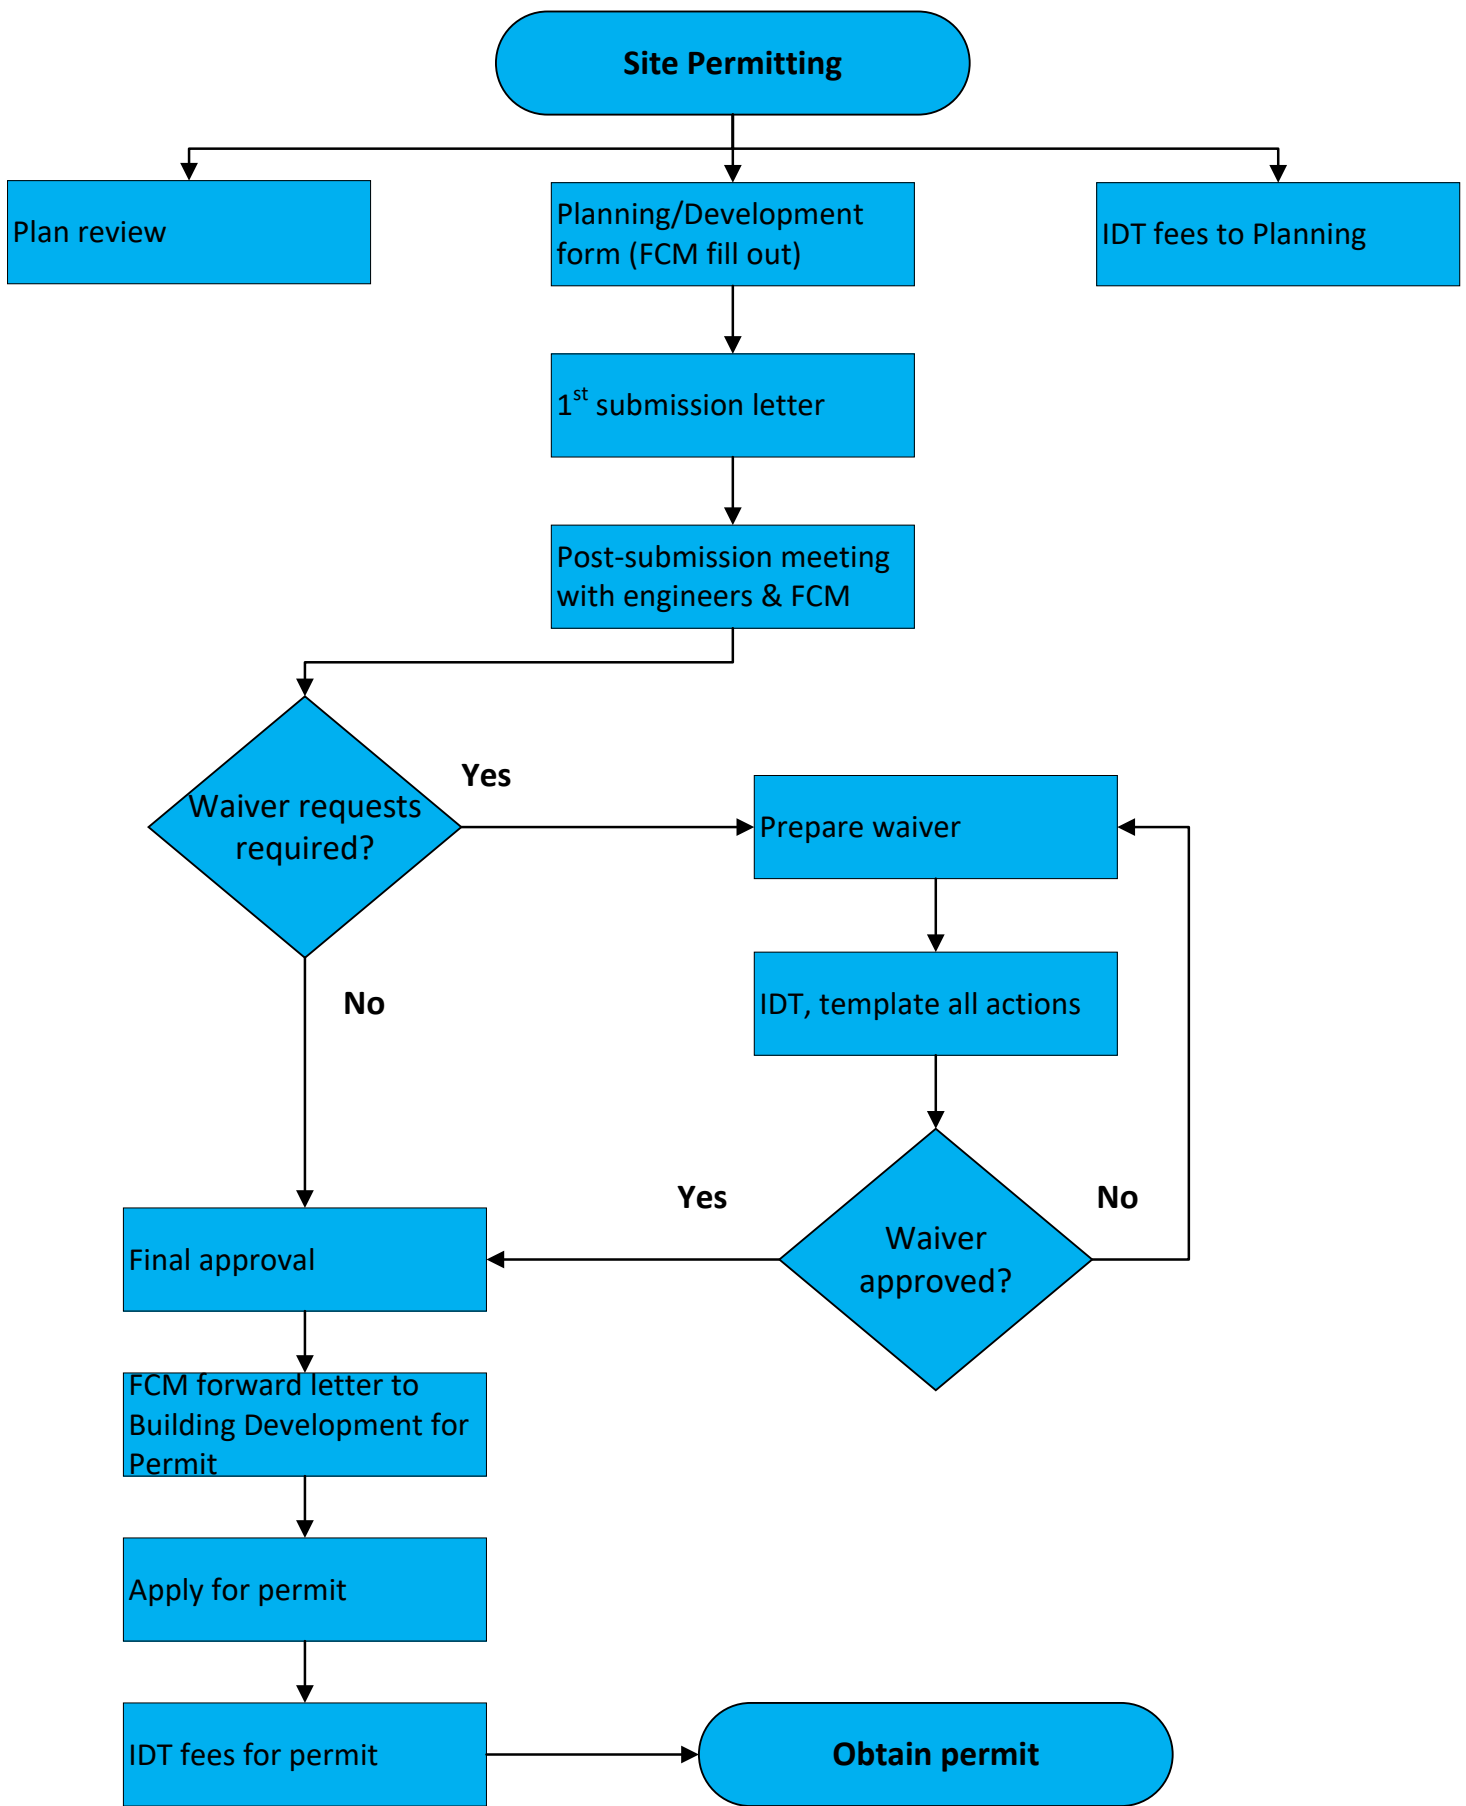 Site Permitting
Plan review
Planning/Development
form (FCM fill out)
IDT fees to Planning
1st submission letter
Post-submission meeting
with engineers & FCM
Waiver requests
required?
Yes
Prepare waiver
No
IDT, template all actions
Waiver
approved?
Yes
No
Final approval
FCM forward letter to
Building Development for
Permit
Apply for permit
IDT fees for permit
Obtain permit